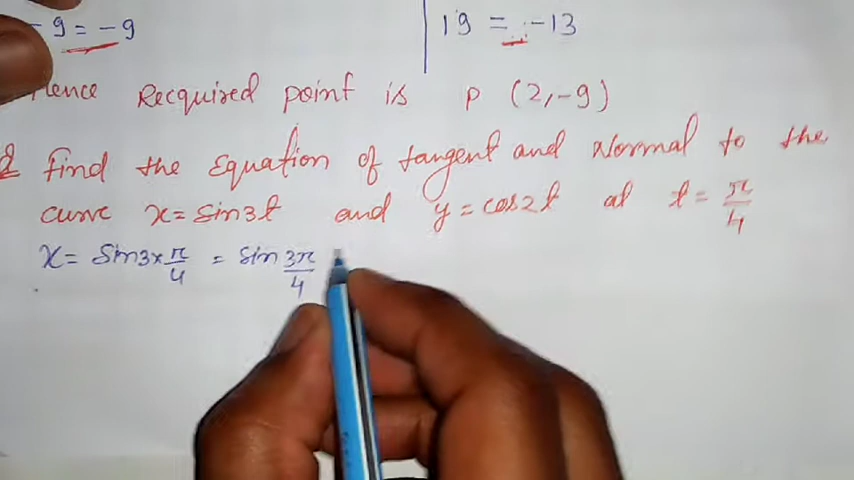 -9 = -9
19 = -13
Hence Recquired point is P (2,-9)
Q Find the Equation of tangent and Normal to the
curve x = sin3t and y = cos2t at t = π/4
x = Sin3×π/4 = Sin 3π/4